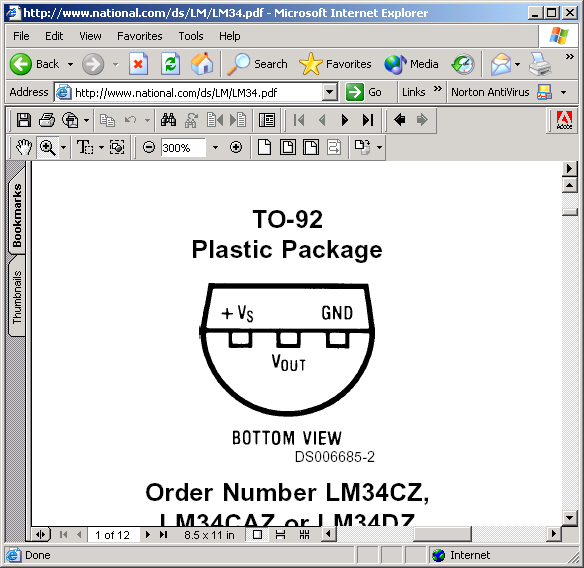 http://www.national.com/ds/LM/LM34.pdf - Microsoft Internet Explorer
File Edit View Favorites Tools Help
Back Search Favorites Media
Address http://www.national.com/ds/LM/LM34.pdf Go Links » Norton AntiVirus
Adobe
300%
Bookmarks
Thumbnails
TO-92
Plastic Package
+VS GND
VOUT
BOTTOM VIEW
DS006685-2
Order Number LM34CZ,
LM34CAZ or LM34DZ
1 of 12 8.5 x 11 in
Done Internet